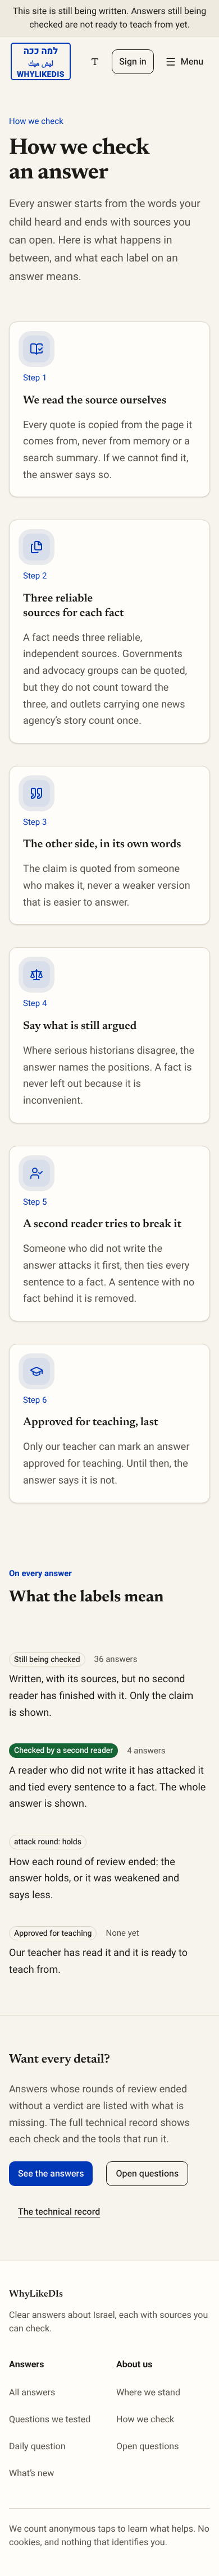 This site is still being written. Answers still being
checked are not ready to teach from yet.
למה ככה
ليش هيك
WHYLIKEDIS
T
Sign in
Menu
How we check
How we check
an answer
Every answer starts from the words your
child heard and ends with sources you
can open. Here is what happens in
between, and what each label on an
answer means.
Step 1
We read the source ourselves
Every quote is copied from the page it
comes from, never from memory or a
search summary. If we cannot find it,
the answer says so.
Step 2
Three reliable
sources for each fact
A fact needs three reliable,
independent sources. Governments
and advocacy groups can be quoted,
but they do not count toward the
three, and outlets carrying one news
agency's story count once.
Step 3
The other side, in its own words
The claim is quoted from someone
who makes it, never a weaker version
that is easier to answer.
Step 4
Say what is still argued
Where serious historians disagree, the
answer names the positions. A fact is
never left out because it is
inconvenient.
Step 5
A second reader tries to break it
Someone who did not write the
answer attacks it first, then ties every
sentence to a fact. A sentence with no
fact behind it is removed.
Step 6
Approved for teaching, last
Only our teacher can mark an answer
approved for teaching. Until then, the
answer says it is not.
On every answer
What the labels mean
Still being checked 36 answers
Written, with its sources, but no second
reader has finished with it. Only the claim
is shown.
Checked by a second reader 4 answers
A reader who did not write it has attacked it
and tied every sentence to a fact. The whole
answer is shown.
attack round: holds
How each round of review ended: the
answer holds, or it was weakened and
says less.
Approved for teaching None yet
Our teacher has read it and it is ready to
teach from.
Want every detail?
Answers whose rounds of review ended
without a verdict are listed with what is
missing. The full technical record shows
each check and the tools that run it.
See the answers
Open questions
The technical record
WhyLikeDIs
Clear answers about Israel, each with sources you
can check.
Answers
All answers
Questions we tested
Daily question
What's new
About us
Where we stand
How we check
Open questions
We count anonymous taps to learn what helps. No
cookies, and nothing that identifies you.